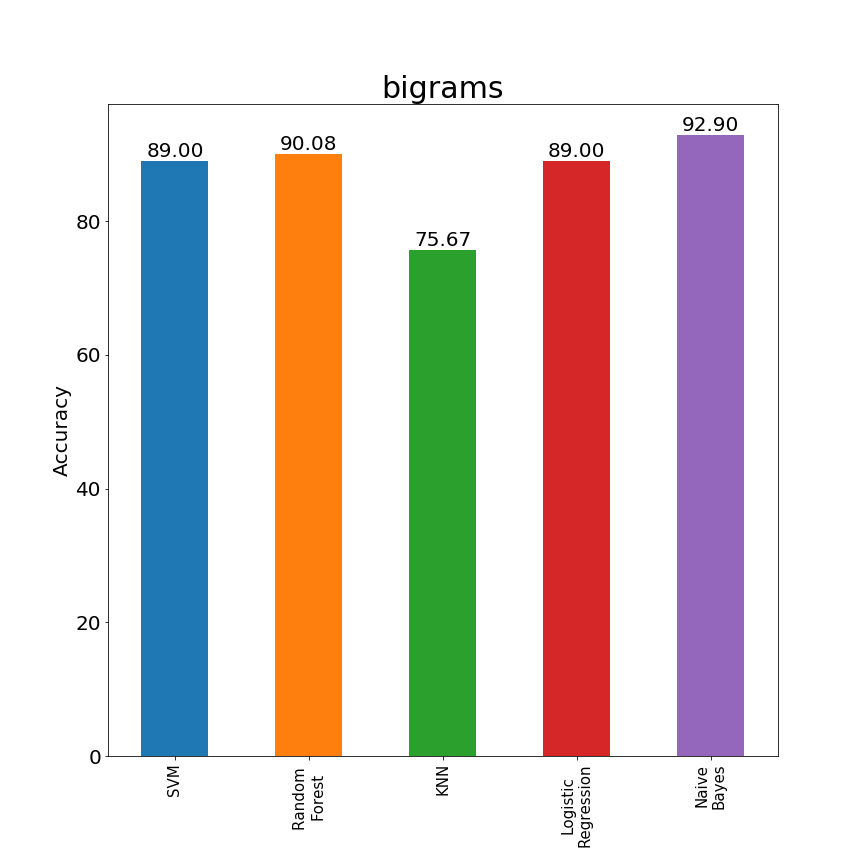 bigrams
89.00
90.08
75.67
89.00
92.90
Accuracy
80
60
40
20
0
SVM
Random
Forest
KNN
Logistic
Regression
Naive
Bayes